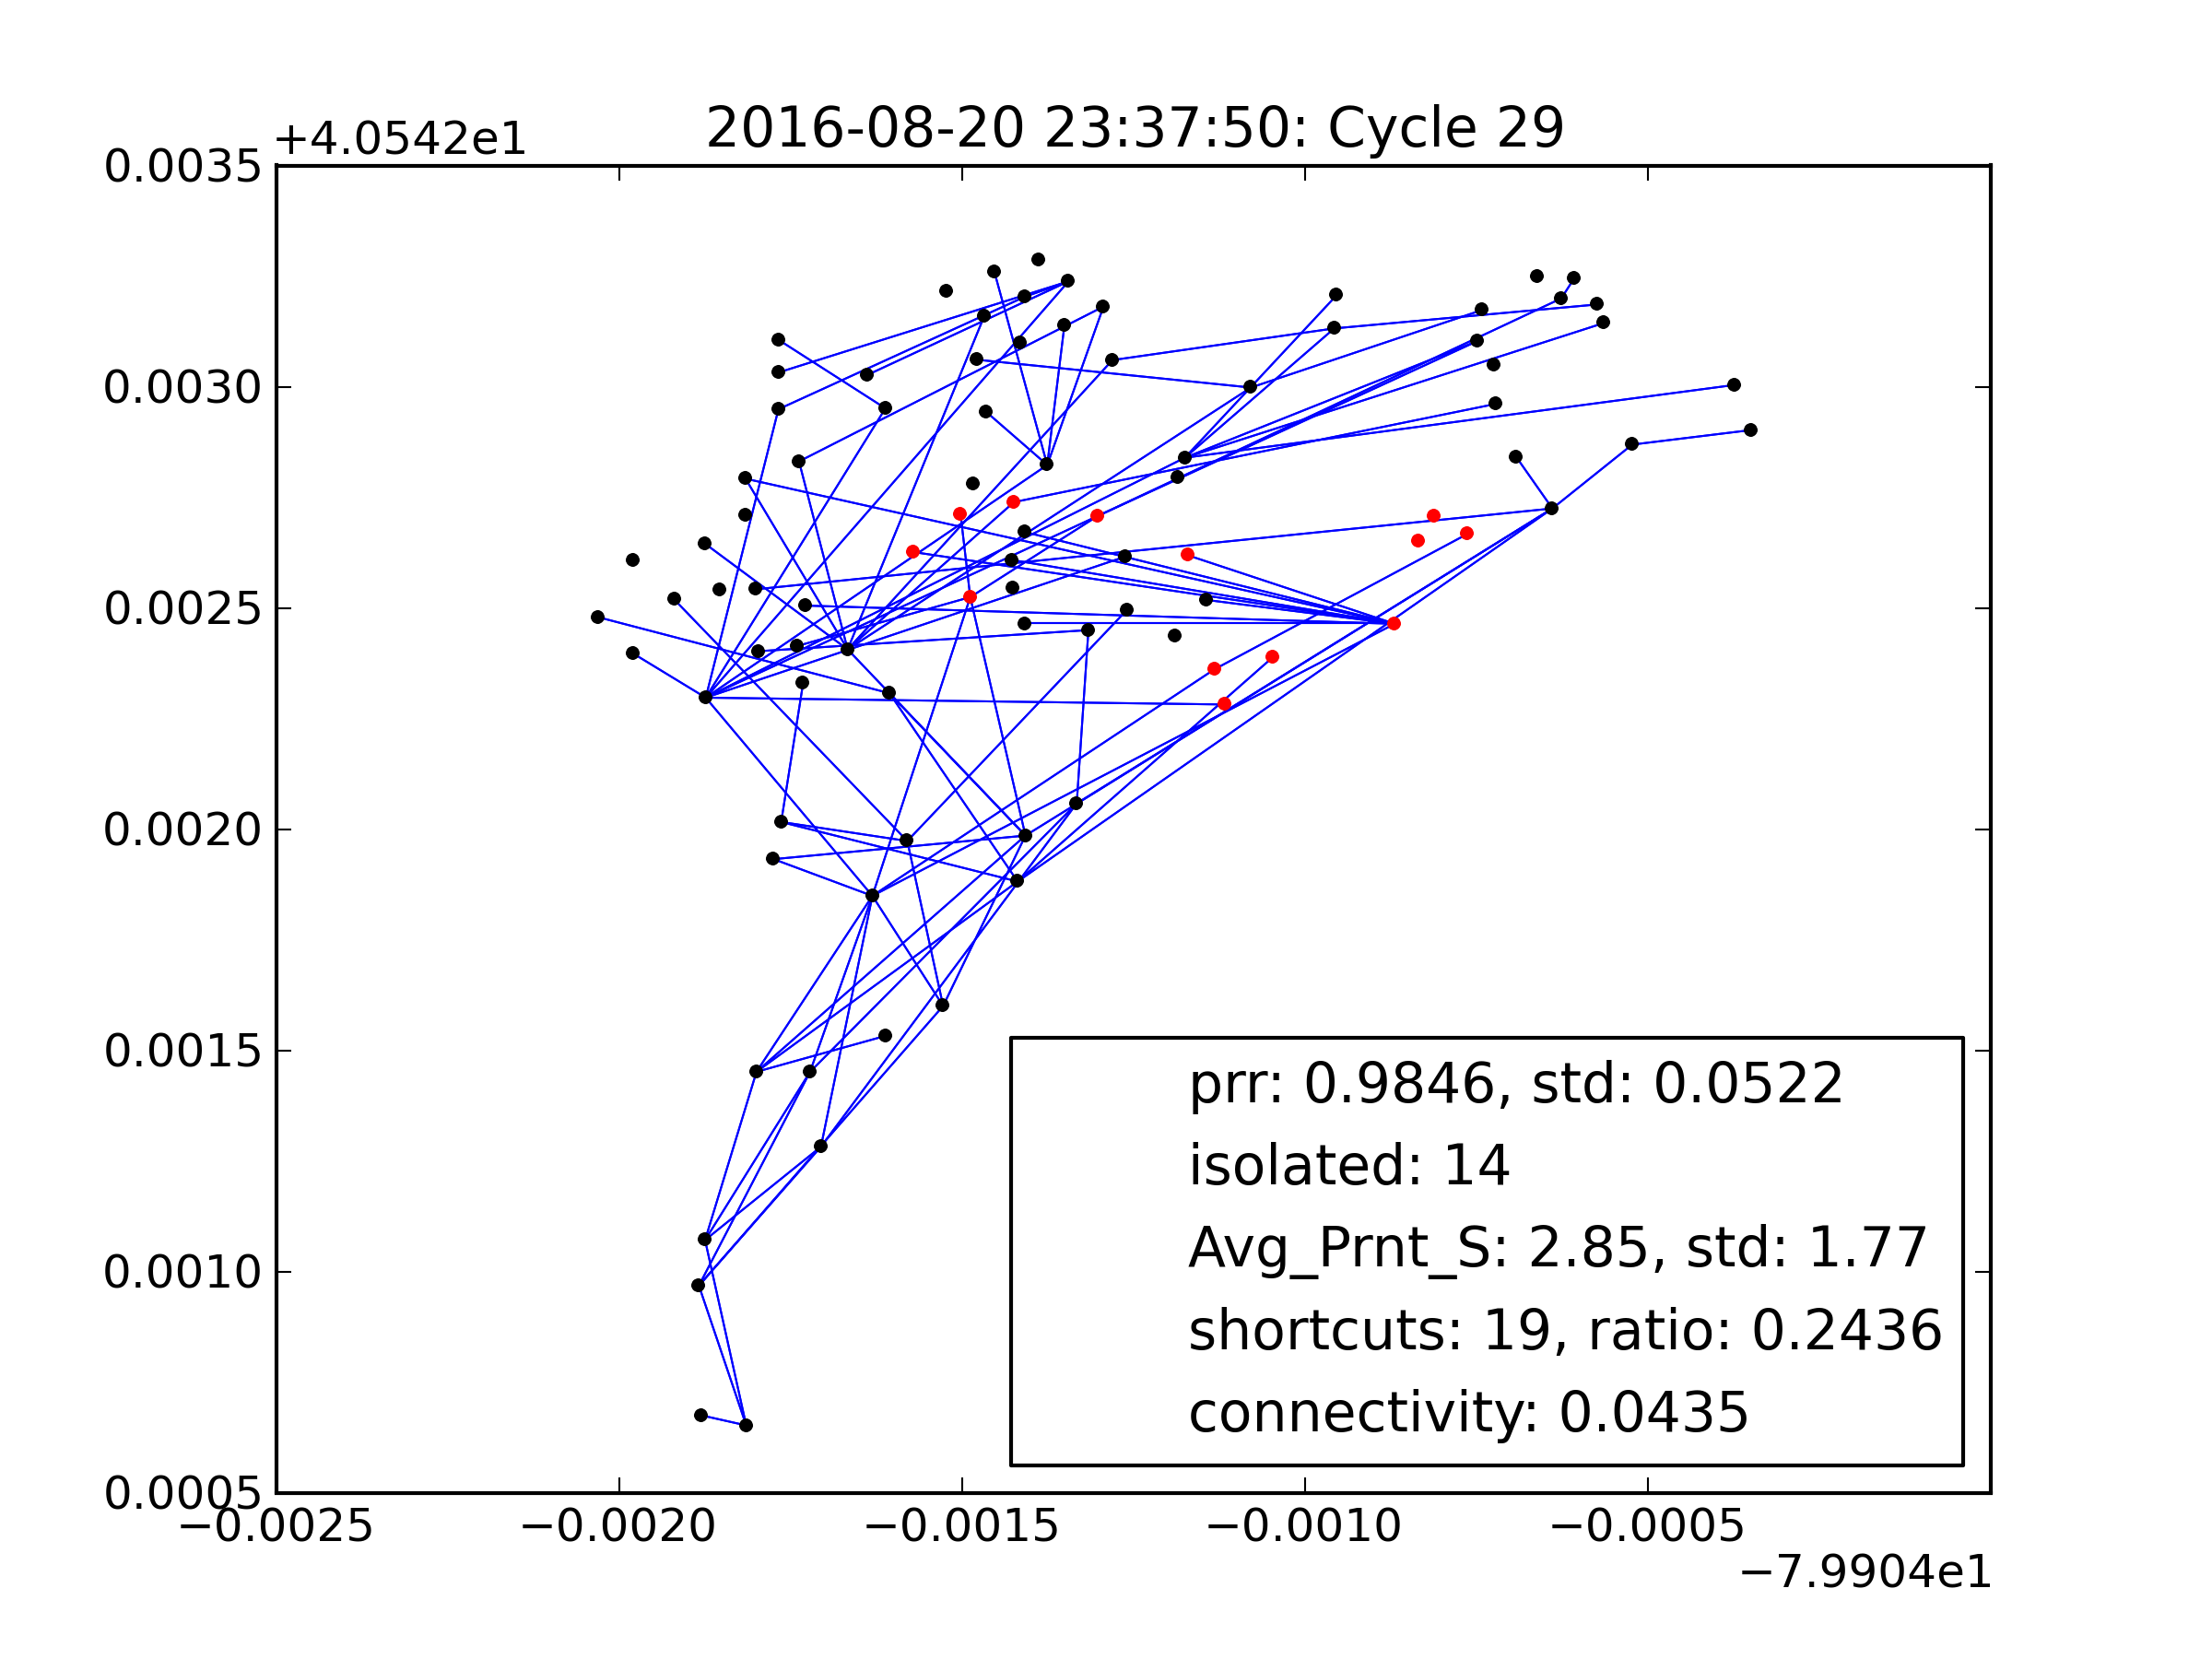 2016-08-20 23:37:50: Cycle 29
+4.0542e1
0.0035
0.0030
0.0025
0.0020
0.0015
0.0010
0.0005
prr: 0.9846, std: 0.0522
isolated: 14
Avg_Prnt_S: 2.85, std: 1.77
shortcuts: 19, ratio: 0.2436
connectivity: 0.0435
−0.0025 −0.0020 −0.0015 −0.0010 −0.0005
−7.9904e1